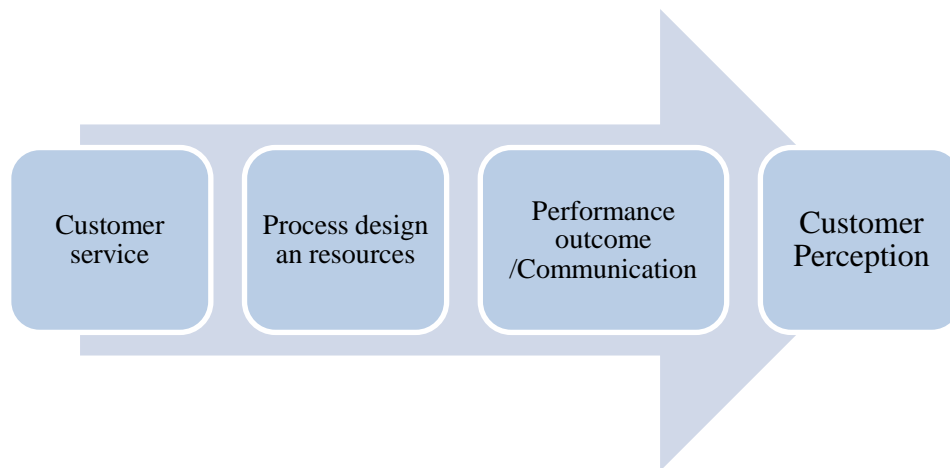 Customer
service
Process design
an resources
Performance
outcome
/Communication
Customer
Perception